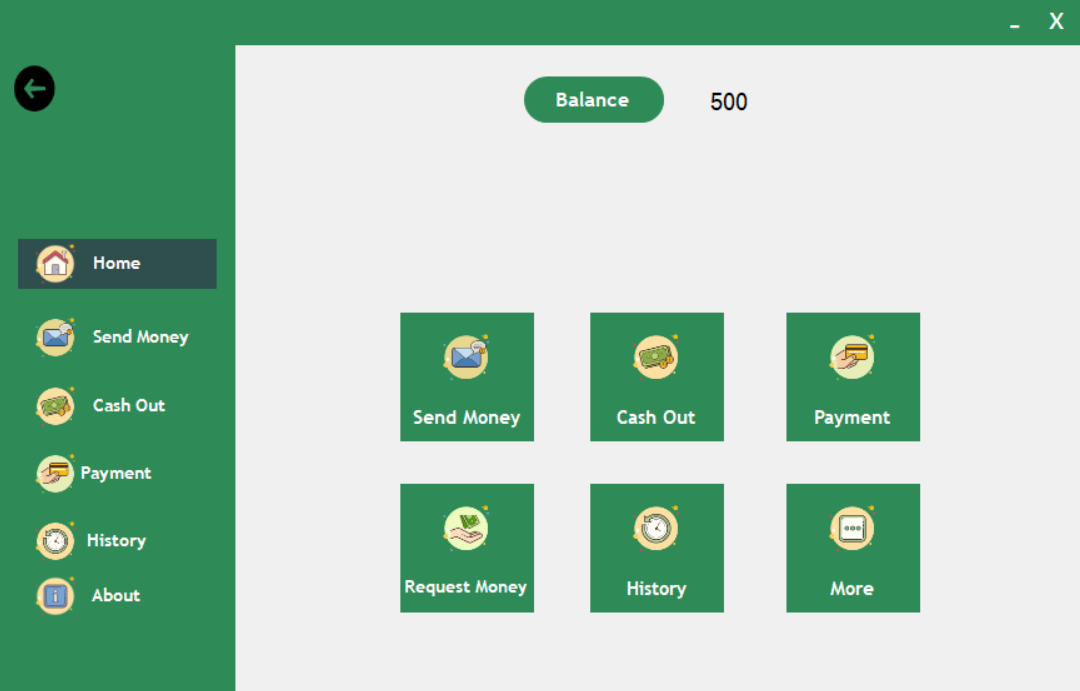 _ X
Balance 500
Home
Send Money
Cash Out
Payment
History
About
Send Money Cash Out Payment
Request Money History More